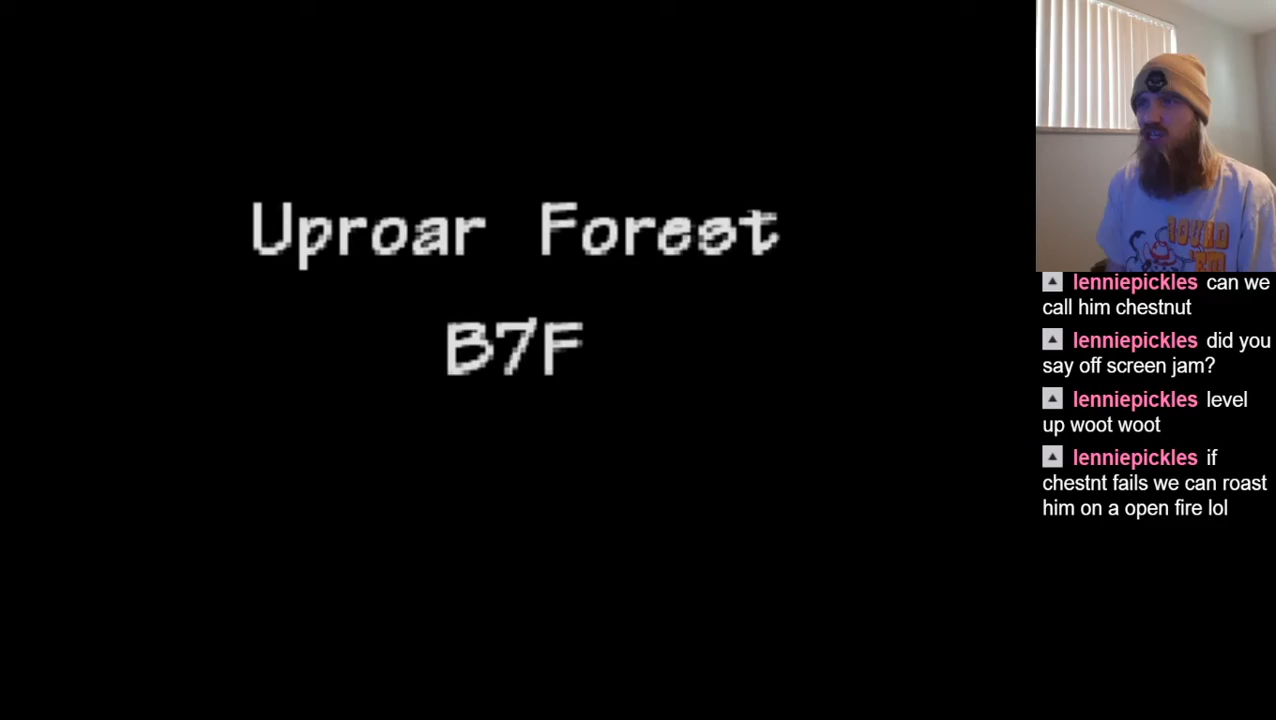 Uproar Forest
B7F
lenniepickles can we
call him chestnut
lenniepickles did you
say off screen jam?
lenniepickles level
up woot woot
lenniepickles if
chestnt fails we can roast
him on a open fire lol